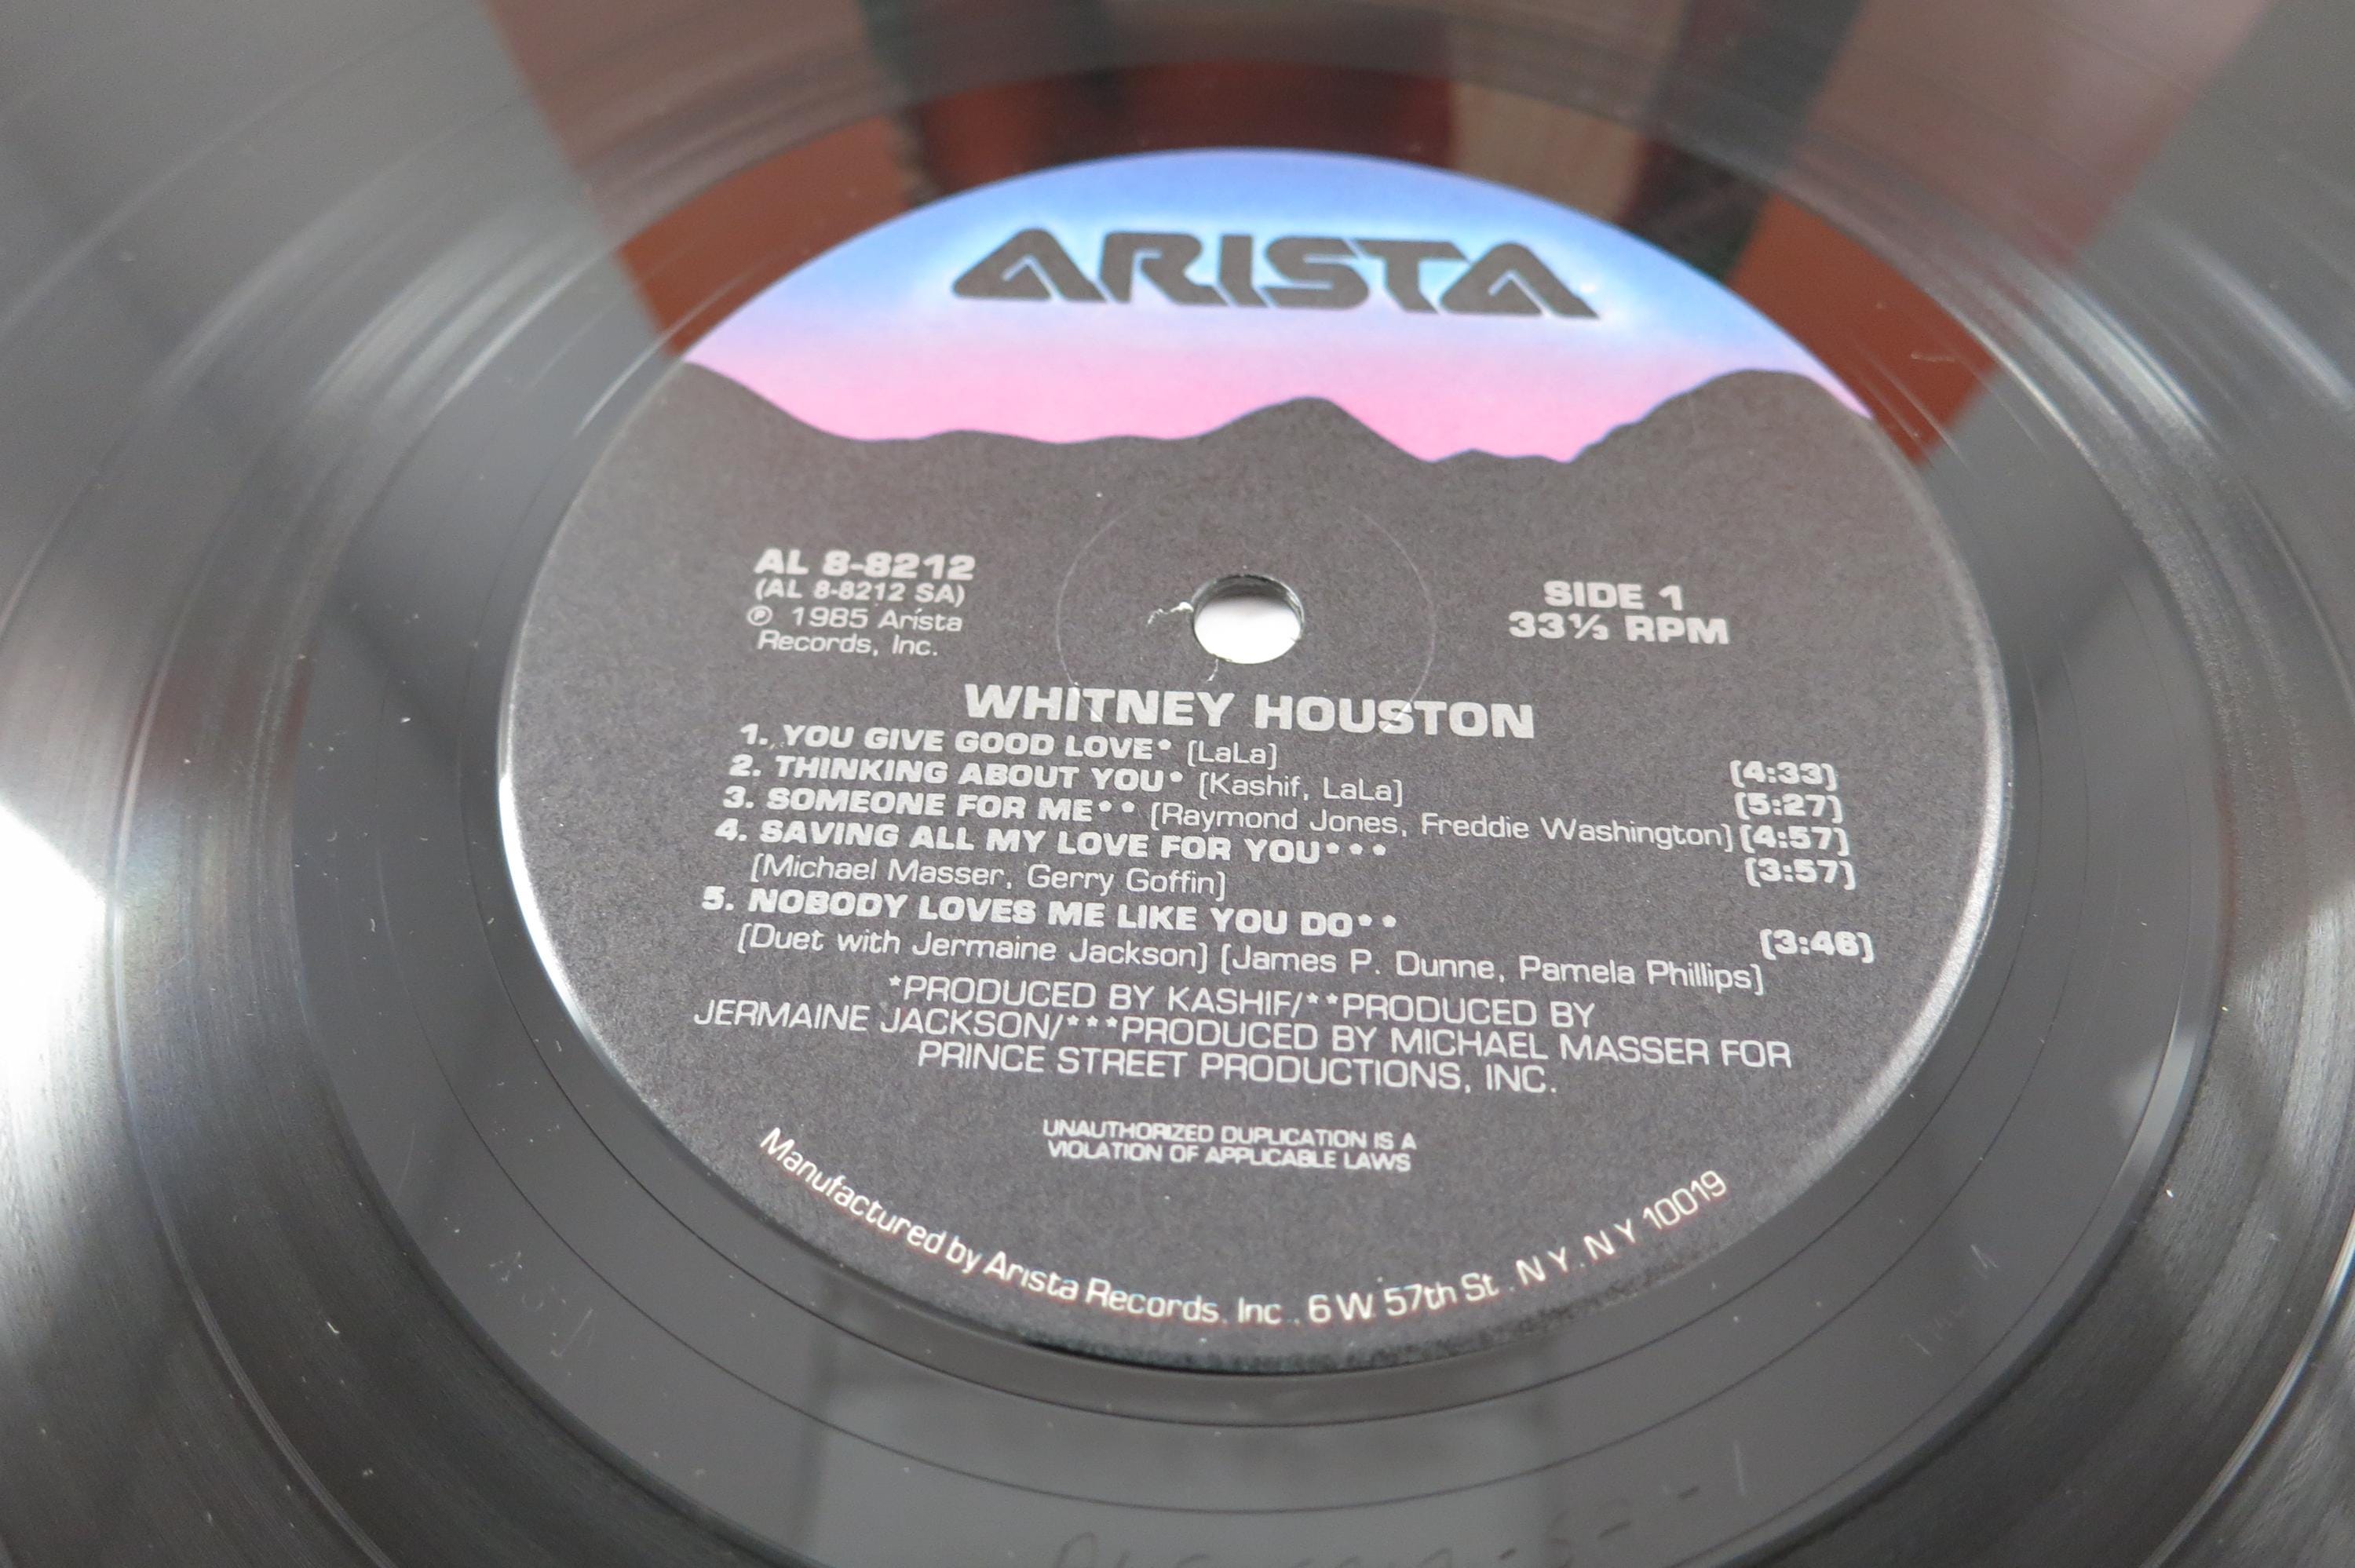 ARISTA
AL 8-8212
(AL 8-8212 SA)
℗ 1985 Arista
Records, Inc.
SIDE 1
33⅓ RPM
WHITNEY HOUSTON
1. YOU GIVE GOOD LOVE* [LaLa] [4:33]
2. THINKING ABOUT YOU* [Kashif, LaLa] [5:27]
3. SOMEONE FOR ME** [Raymond Jones, Freddie Washington] [4:57]
4. SAVING ALL MY LOVE FOR YOU*** [3:57]
[Michael Masser, Gerry Goffin]
5. NOBODY LOVES ME LIKE YOU DO** [3:46]
[Duet with Jermaine Jackson] [James P. Dunne, Pamela Phillips]
*PRODUCED BY KASHIF/**PRODUCED BY
JERMAINE JACKSON/***PRODUCED BY MICHAEL MASSER FOR
PRINCE STREET PRODUCTIONS, INC.
UNAUTHORIZED DUPLICATION IS A
VIOLATION OF APPLICABLE LAWS
Manufactured by Arista Records, Inc., 6 W. 57th St., N.Y., N.Y. 10019